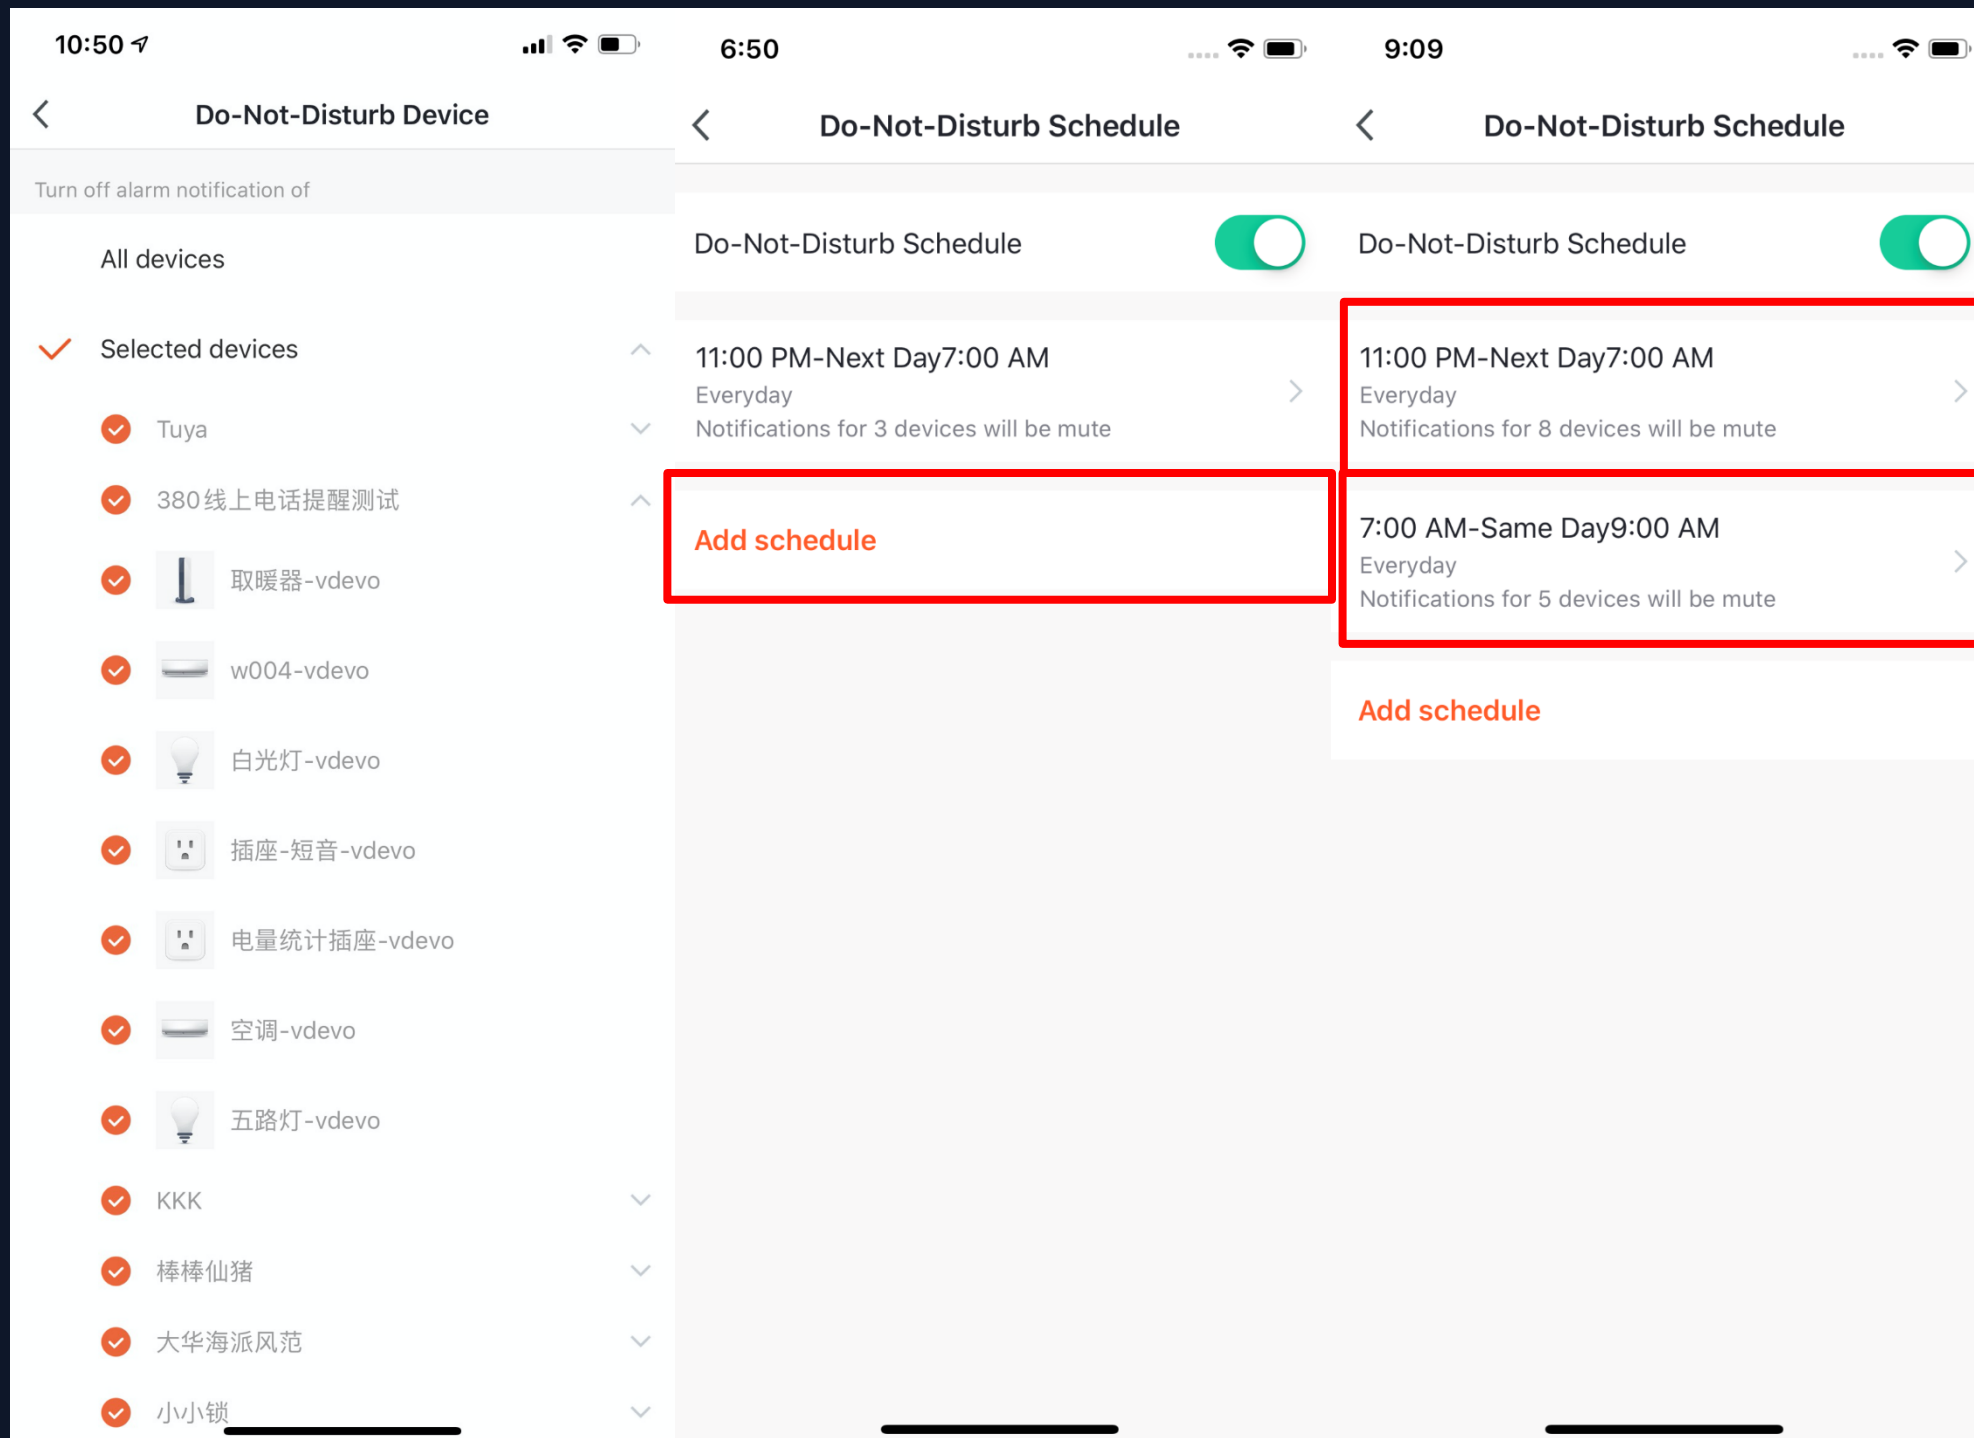 10:50
Do-Not-Disturb Device
Turn off alarm notification of
All devices
Selected devices
Tuya
380线上电话提醒测试
取暖器-vdevo
w004-vdevo
白光灯-vdevo
插座-短音-vdevo
电量统计插座-vdevo
空调-vdevo
五路灯-vdevo
KKK
棒棒仙猪
大华海派风范
小小锁
6:50
Do-Not-Disturb Schedule
Do-Not-Disturb Schedule
11:00 PM-Next Day7:00 AM
Everyday
Notifications for 3 devices will be mute
Add schedule
9:09
Do-Not-Disturb Schedule
Do-Not-Disturb Schedule
11:00 PM-Next Day7:00 AM
Everyday
Notifications for 8 devices will be mute
7:00 AM-Same Day9:00 AM
Everyday
Notifications for 5 devices will be mute
Add schedule